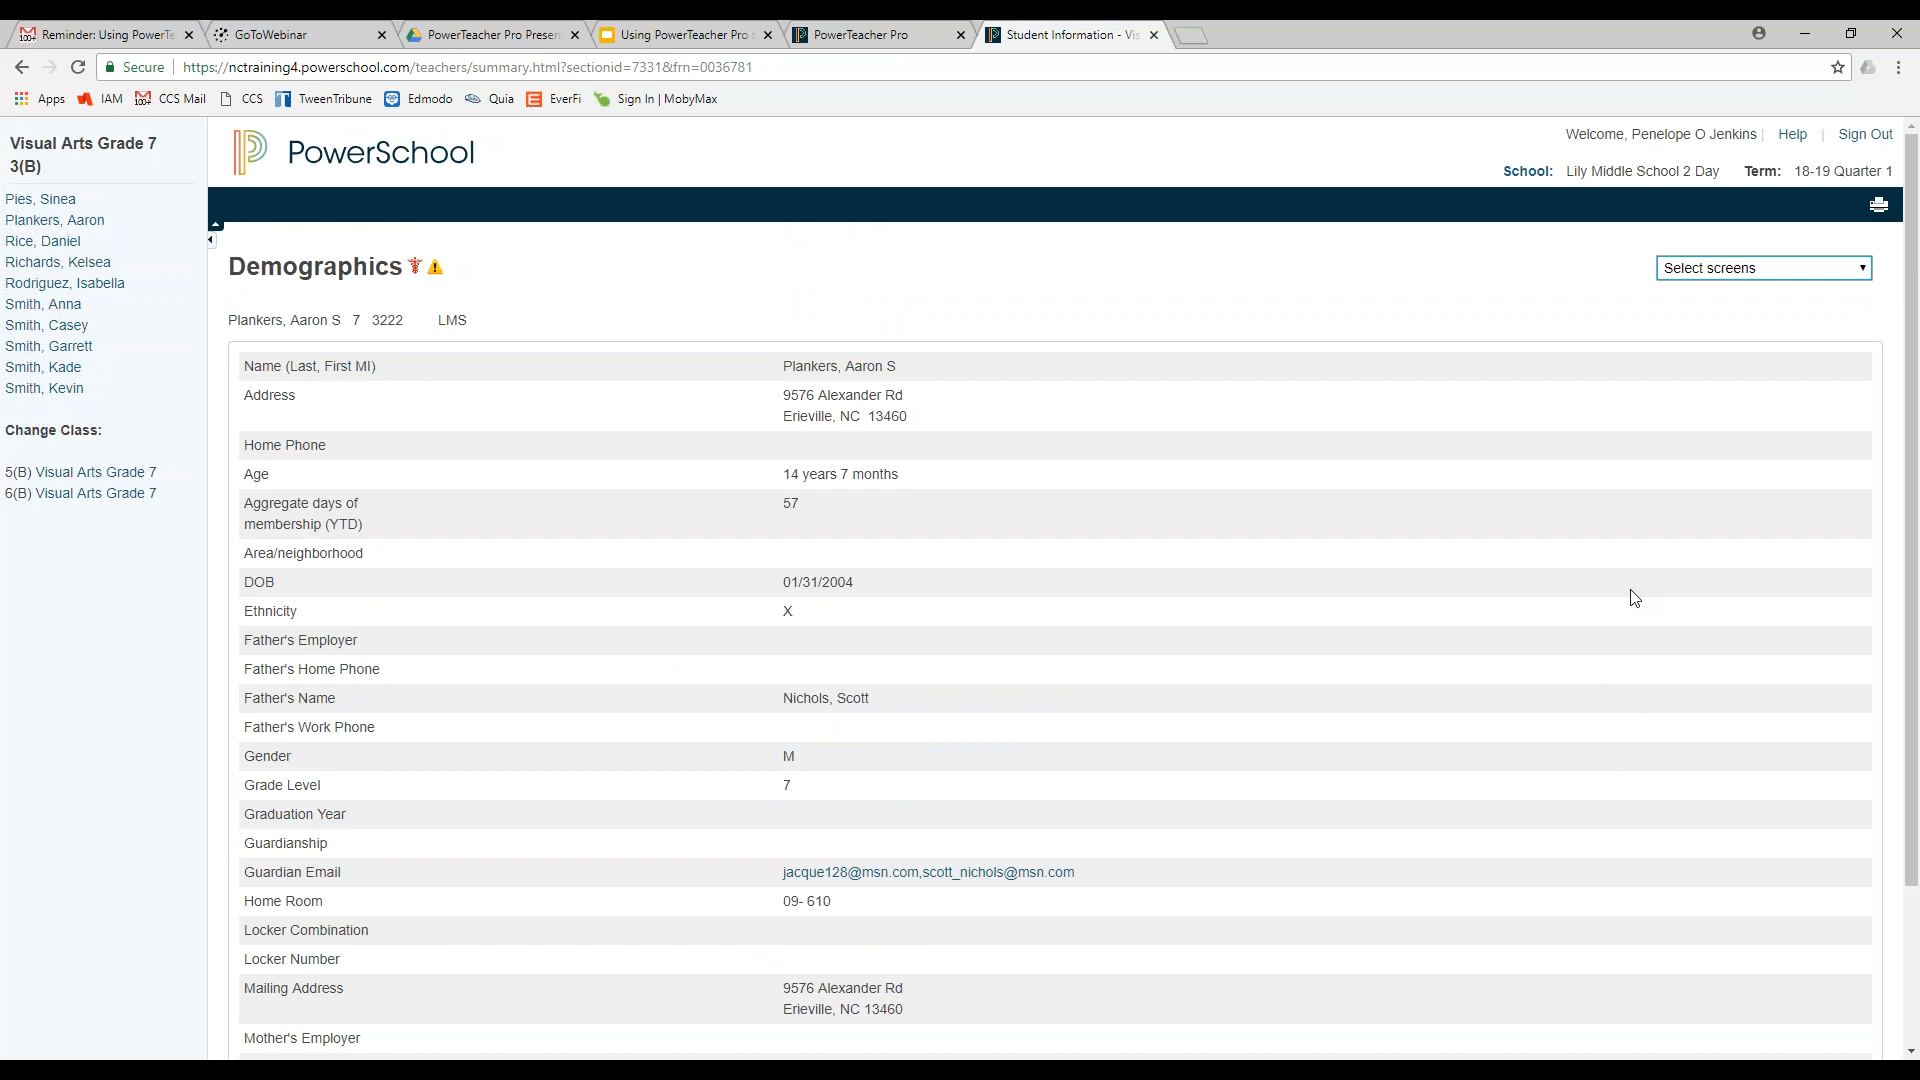 Reminder: Using PowerTe
GoToWebinar
PowerTeacher Pro Presen
Using PowerTeacher Pro
PowerTeacher Pro
Student Information - Vis
Secure
https://nctraining4.powerschool.com/teachers/summary.html?sectionid=7331&frn=0036781
Apps
IAM
CCS Mail
CCS
TweenTribune
Edmodo
Quia
EverFi
Sign In | MobyMax
Visual Arts Grade 7
3(B)
Pies, Sinea
Plankers, Aaron
Rice, Daniel
Richards, Kelsea
Rodriguez, Isabella
Smith, Anna
Smith, Casey
Smith, Garrett
Smith, Kade
Smith, Kevin
Change Class:
5(B) Visual Arts Grade 7
6(B) Visual Arts Grade 7
PowerSchool
Welcome, Penelope O Jenkins | Help | Sign Out
School: Lily Middle School 2 Day Term: 18-19 Quarter 1
Demographics
Select screens
Plankers, Aaron S 7 3222 LMS
Name (Last, First MI) Plankers, Aaron S
Address 9576 Alexander Rd
Erieville, NC 13460
Home Phone
Age 14 years 7 months
Aggregate days of 57
membership (YTD)
Area/neighborhood
DOB 01/31/2004
Ethnicity X
Father's Employer
Father's Home Phone
Father's Name Nichols, Scott
Father's Work Phone
Gender M
Grade Level 7
Graduation Year
Guardianship
Guardian Email jacque128@msn.com,scott_nichols@msn.com
Home Room 09- 610
Locker Combination
Locker Number
Mailing Address 9576 Alexander Rd
Erieville, NC 13460
Mother's Employer